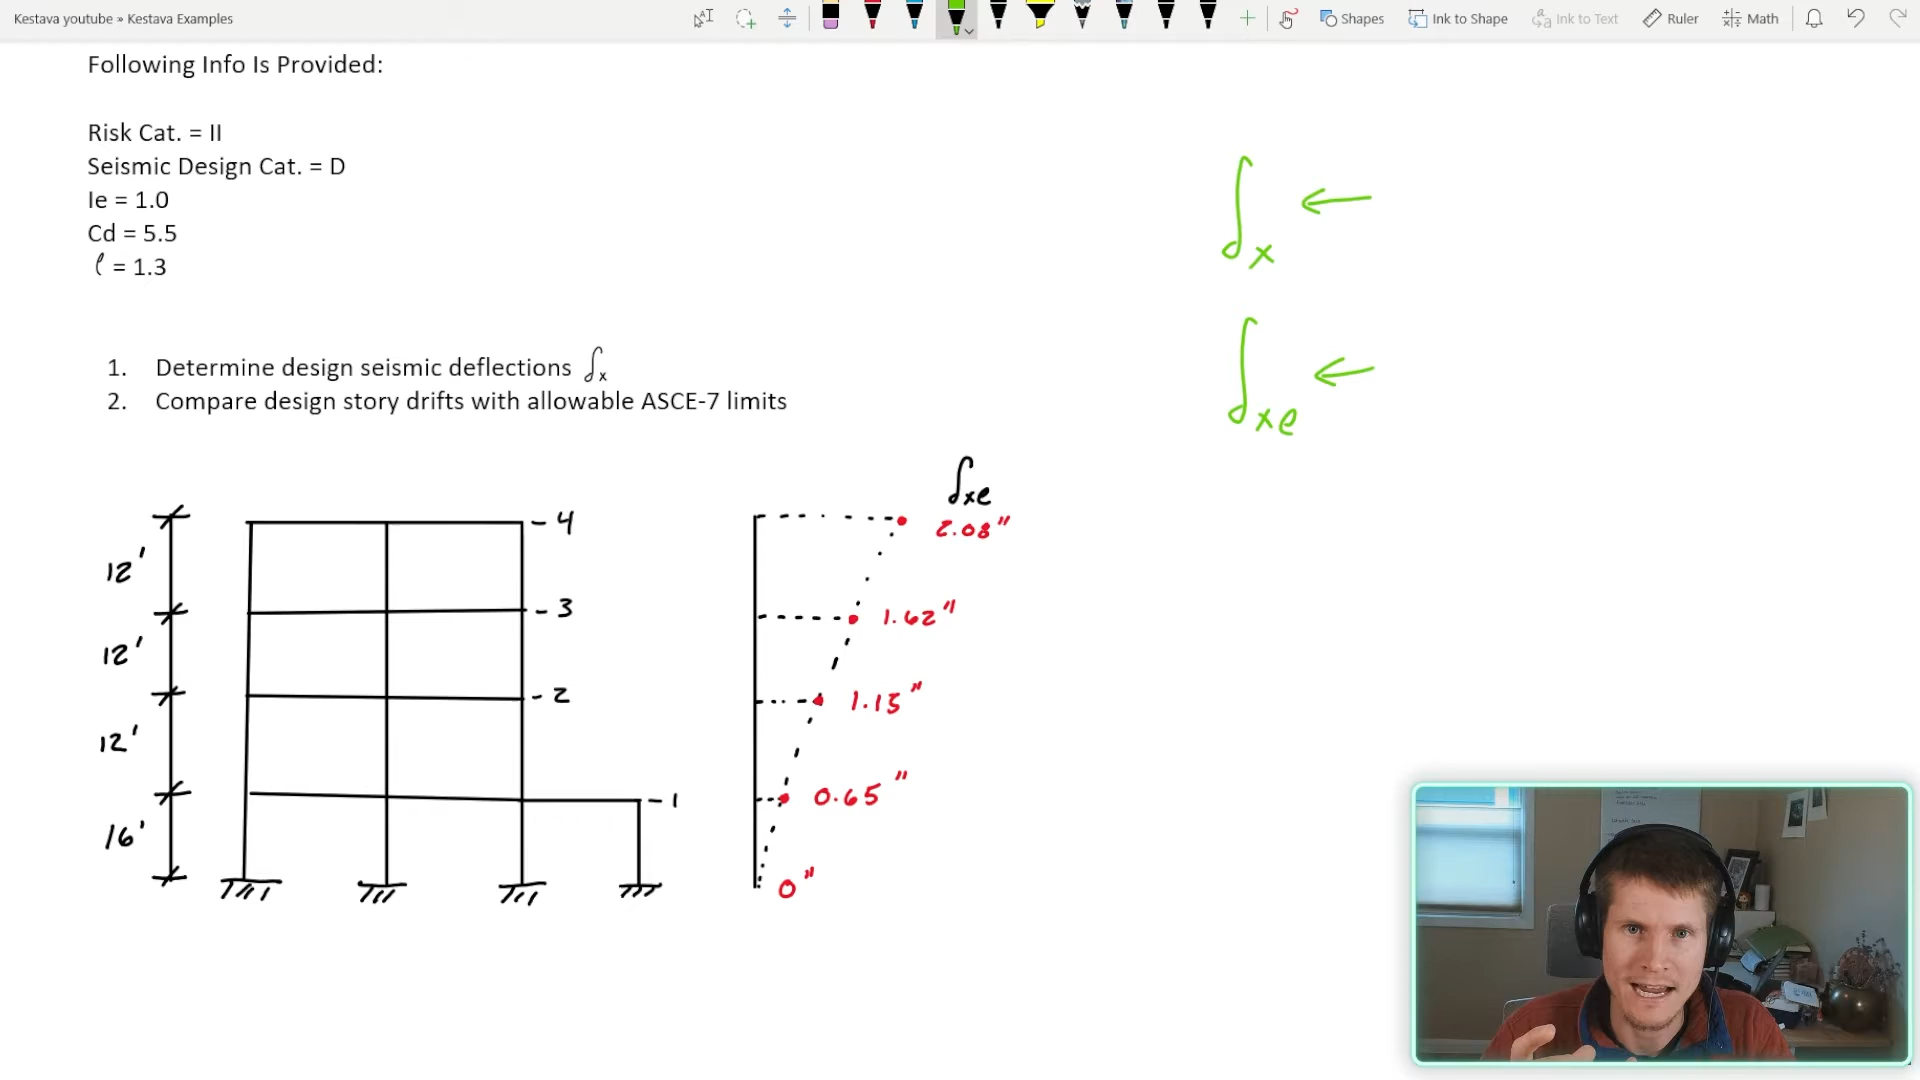 Kestava youtube » Kestava Examples
Shapes Ink to Shape Ink to Text Ruler Math
Following Info Is Provided:
Risk Cat. = II
Seismic Design Cat. = D
Ie = 1.0
Cd = 5.5
ρ = 1.3
1. Determine design seismic deflections δx
2. Compare design story drifts with allowable ASCE-7 limits
δx ←
δxe ←
δxe
12'
- 4
2.08"
12'
- 3
1.62"
12'
- 2
1.15"
16'
- 1
0.65"
0"